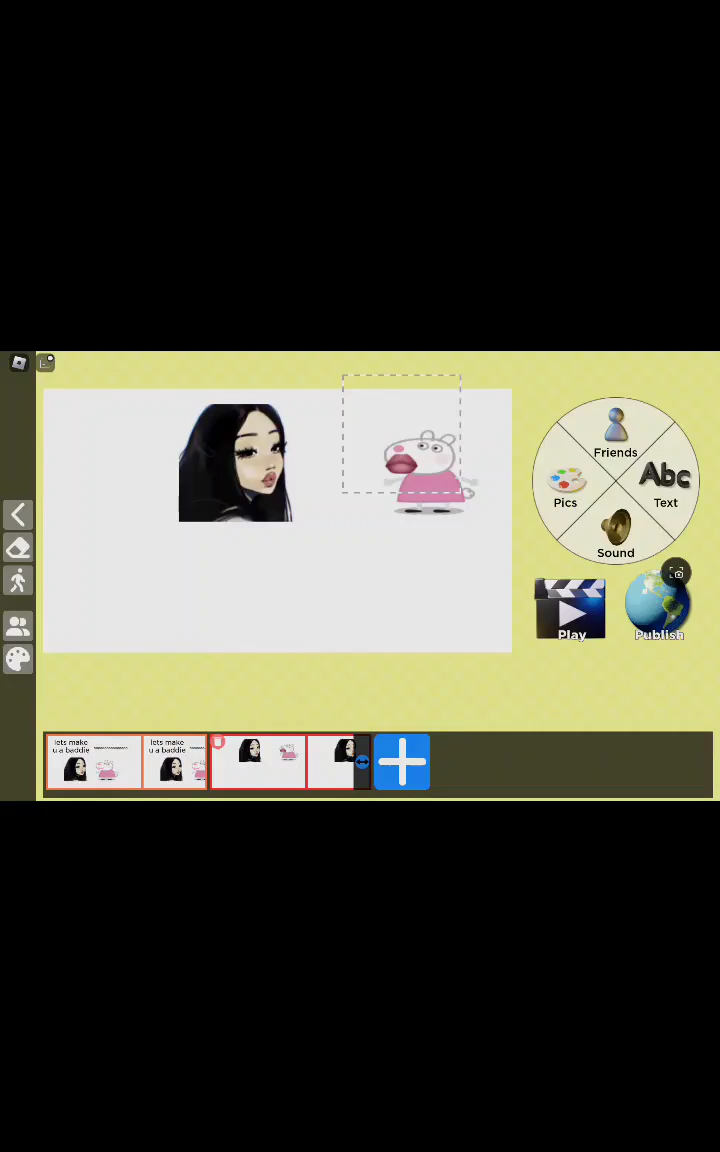 Friends
Abc
Pics
Text
Sound
Play
Publish
lets make
u a baddie
lets make
u a baddie